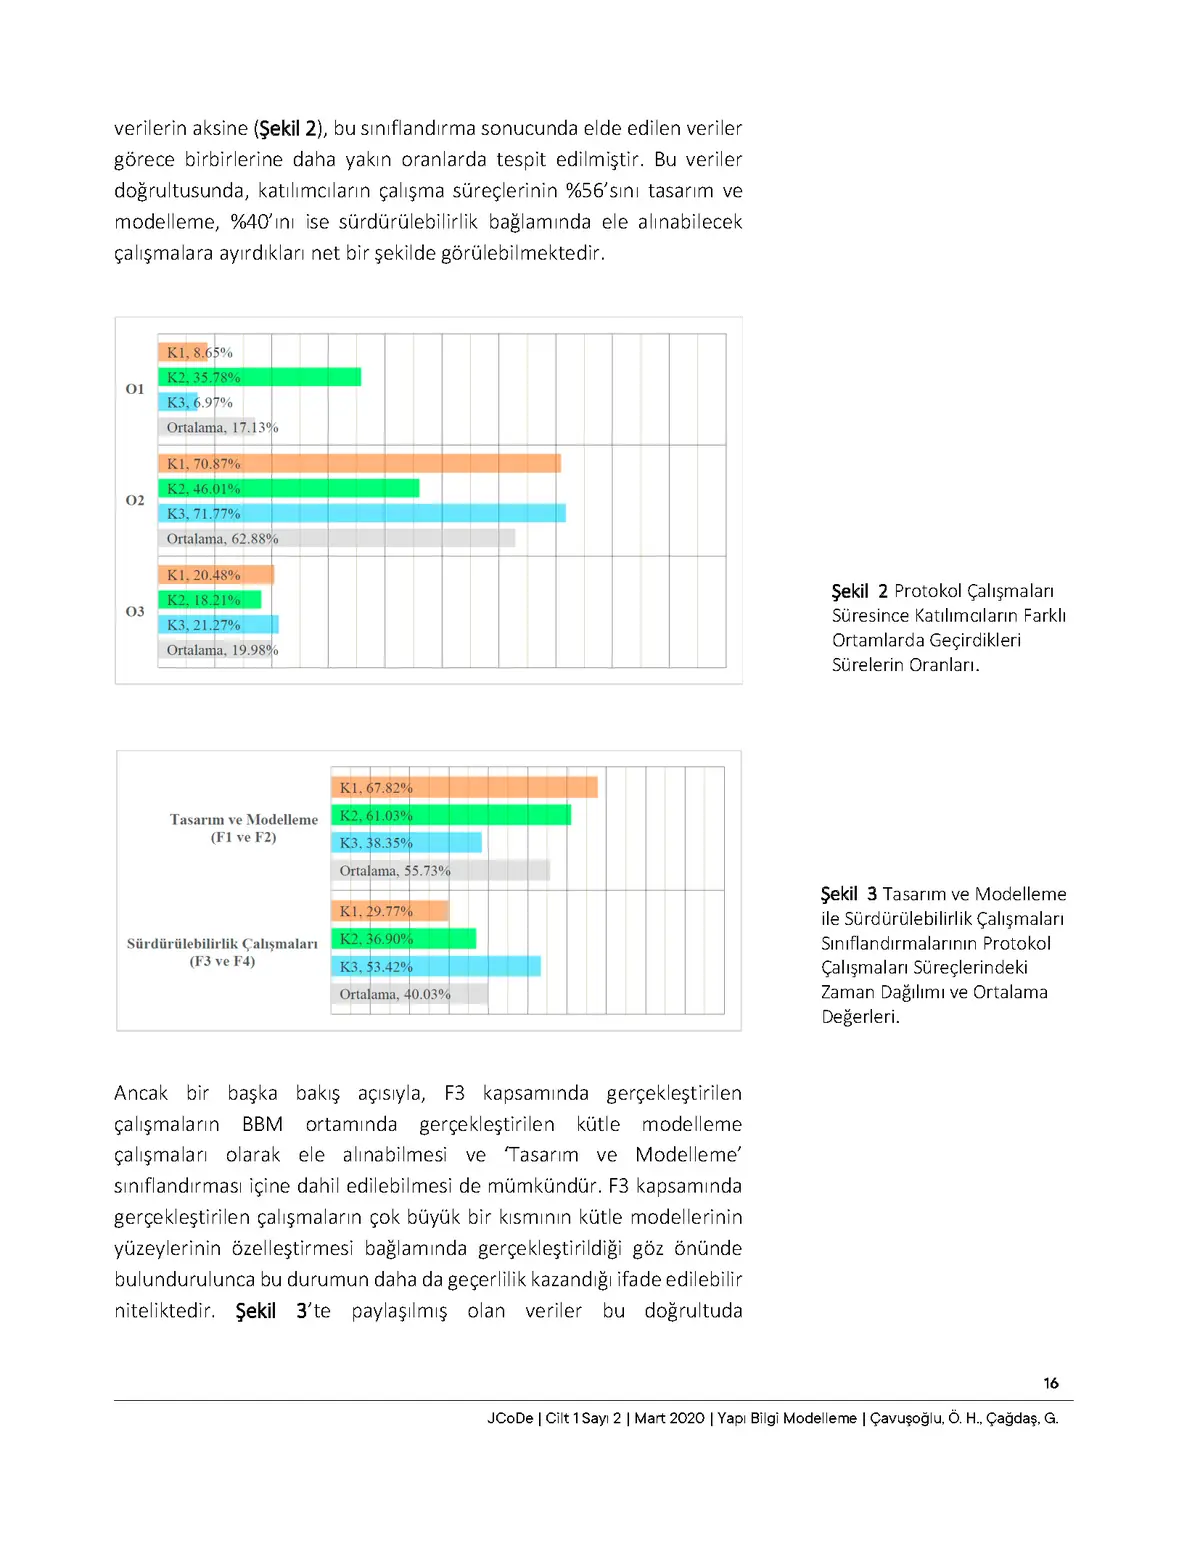 verilerin aksine (Şekil 2), bu sınıflandırma sonucunda elde edilen veriler
görece birbirlerine daha yakın oranlarda tespit edilmiştir. Bu veriler
doğrultusunda, katılımcıların çalışma süreçlerinin %56’sını tasarım ve
modelleme, %40’ını ise sürdürülebilirlik bağlamında ele alınabilecek
çalışmalara ayırdıkları net bir şekilde görülebilmektedir.
O1
K1, 8.65%
K2, 35.78%
K3, 6.97%
Ortalama, 17.13%
O2
K1, 70.87%
K2, 46.01%
K3, 71.77%
Ortalama, 62.88%
O3
K1, 20.48%
K2, 18.21%
K3, 21.27%
Ortalama, 19.98%
Şekil 2 Protokol Çalışmaları
Süresince Katılımcıların Farklı
Ortamlarda Geçirdikleri
Sürelerin Oranları.
Tasarım ve Modelleme
(F1 ve F2)
K1, 67.82%
K2, 61.03%
K3, 38.35%
Ortalama, 55.73%
Sürdürülebilirlik Çalışmaları
(F3 ve F4)
K1, 29.77%
K2, 36.90%
K3, 53.42%
Ortalama, 40.03%
Şekil 3 Tasarım ve Modelleme
ile Sürdürülebilirlik Çalışmaları
Sınıflandırmalarının Protokol
Çalışmaları Süreçlerindeki
Zaman Dağılımı ve Ortalama
Değerleri.
Ancak bir başka bakış açısıyla, F3 kapsamında gerçekleştirilen
çalışmaların BBM ortamında gerçekleştirilen kütle modelleme
çalışmaları olarak ele alınabilmesi ve ‘Tasarım ve Modelleme’
sınıflandırması içine dahil edilebilmesi de mümkündür. F3 kapsamında
gerçekleştirilen çalışmaların çok büyük bir kısmının kütle modellerinin
yüzeylerinin özelleştirmesi bağlamında gerçekleştirildiği göz önünde
bulundurulunca bu durumun daha da geçerlilik kazandığı ifade edilebilir
niteliktedir. Şekil 3’te paylaşılmış olan veriler bu doğrultuda
16
JCoDe | Cilt 1 Sayı 2 | Mart 2020 | Yapı Bilgi Modelleme | Çavuşoğlu, Ö. H., Çağdaş, G.